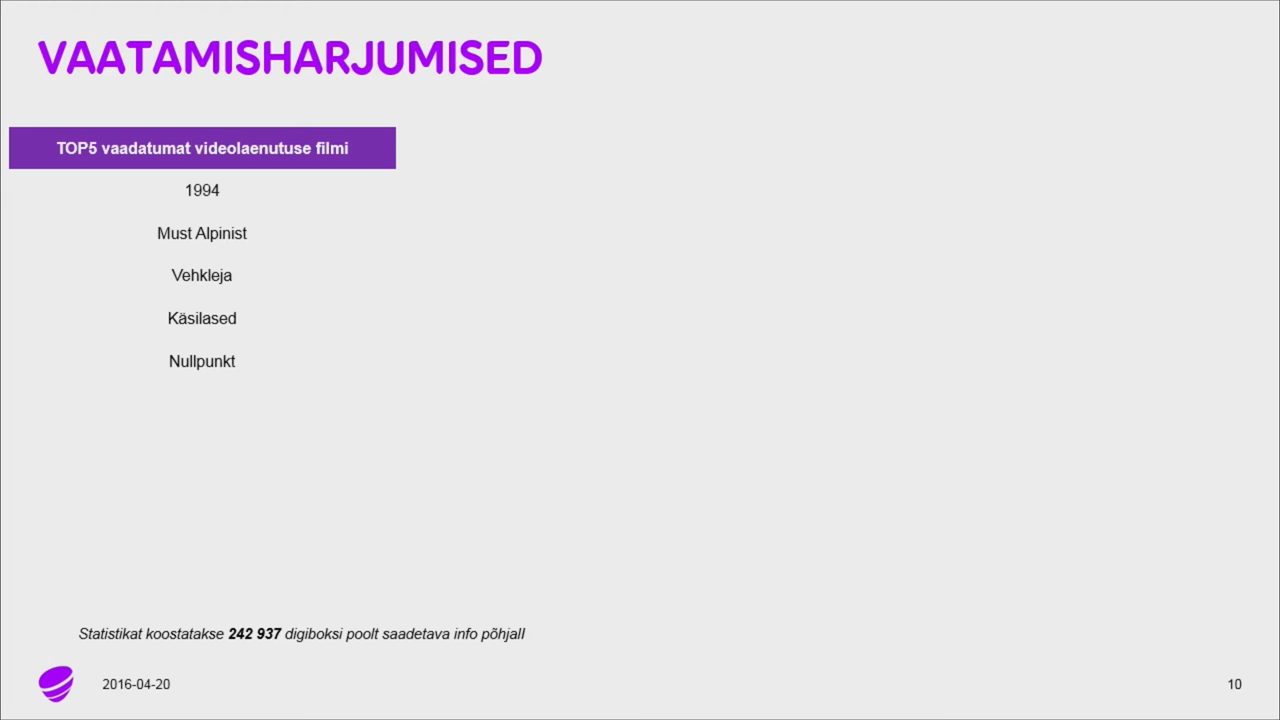 VAATAMISHARJUMISED
TOP5 vaadatumat videolaenutuse filmi
1994
Must Alpinist
Vehkleja
Käsilased
Nullpunkt
Statistikat koostatakse 242 937 digiboksi poolt saadetava info põhjall
2016-04-20
10